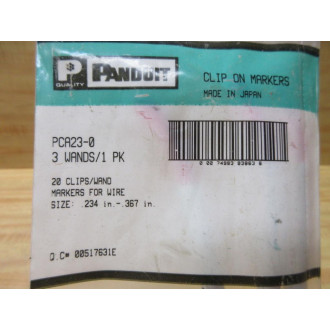 P PANDUIT
QUALITY
CLIP ON MARKERS
MADE IN JAPAN
PCA23-0
3 WANDS/1 PK
20 CLIPS/WAND
MARKERS FOR WIRE
SIZE: .234 in.-.367 in.
Q.C# 00517631E